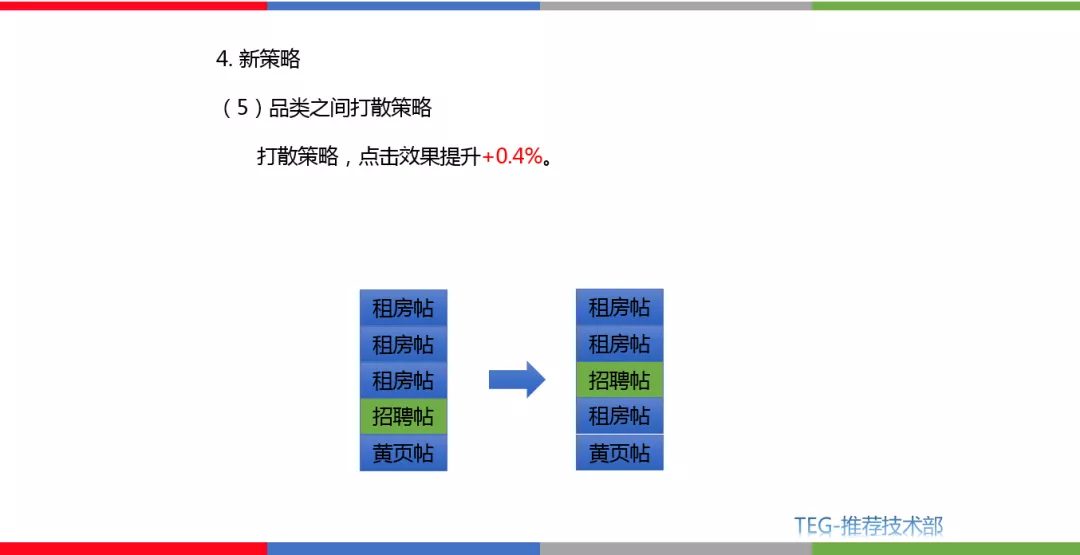 4. 新策略
（5）品类之间打散策略
打散策略，点击效果提升+0.4%。
租房帖
租房帖
租房帖
招聘帖
黄页帖
租房帖
租房帖
招聘帖
租房帖
黄页帖
TEG-推荐技术部